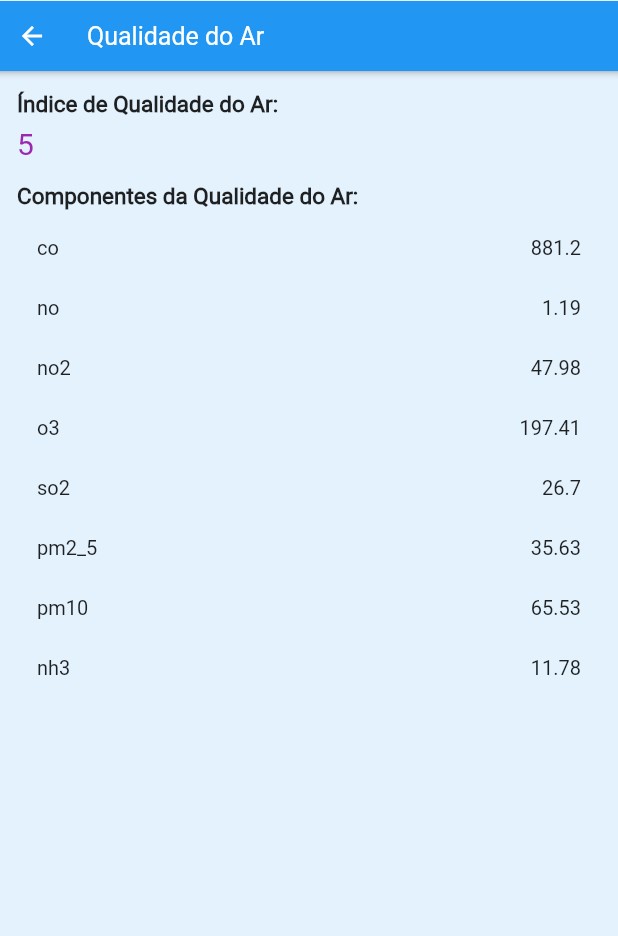 Qualidade do Ar
Índice de Qualidade do Ar:
5
Componentes da Qualidade do Ar:
co 881.2
no 1.19
no2 47.98
o3 197.41
so2 26.7
pm2_5 35.63
pm10 65.53
nh3 11.78